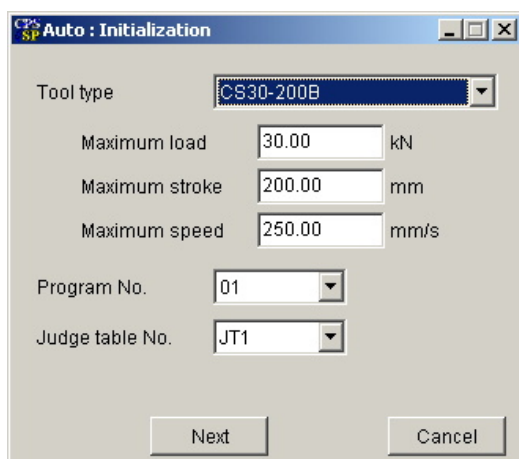 CPS SP Auto : Initialization
Tool type CS30-200B
Maximum load 30.00 kN
Maximum stroke 200.00 mm
Maximum speed 250.00 mm/s
Program No. 01
Judge table No. JT1
Next Cancel